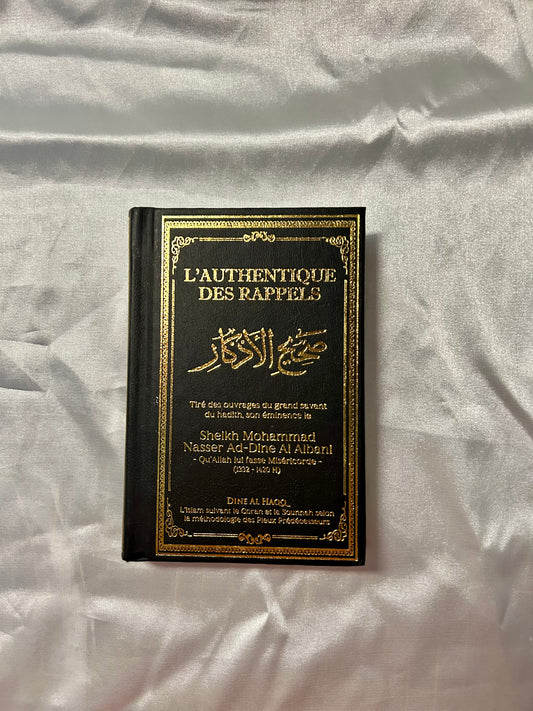 L'AUTHENTIQUE
DES RAPPELS
صحيح الأذكار
Tiré des ouvrages du grand savant
du hadith, son éminence le
Sheikh Mohammad
Nasser Ad-Dine Al Albani
- Qu'Allah lui fasse Miséricorde -
(1332 - 1420 H)
DINE AL HAQQ_
L'Islam suivant le Coran et la Sounnah selon
la méthodologie des Pieux Prédécesseurs